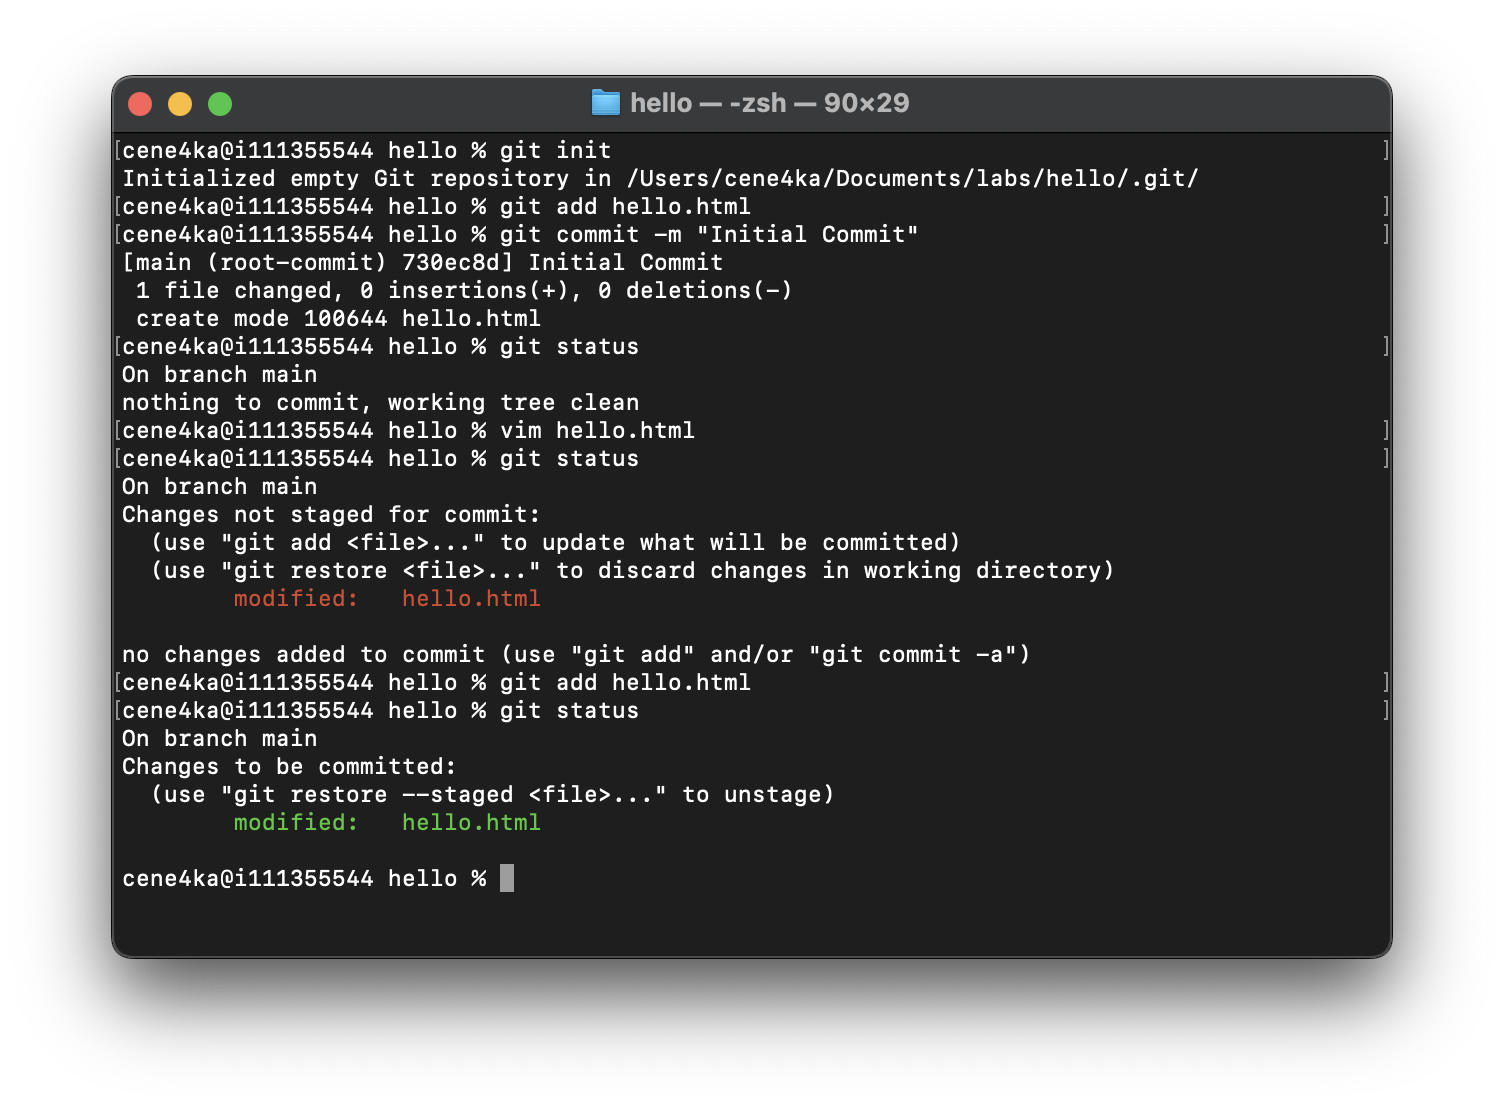 hello — -zsh — 90×29
[cene4ka@i111355544 hello % git init ]
Initialized empty Git repository in /Users/cene4ka/Documents/labs/hello/.git/
[cene4ka@i111355544 hello % git add hello.html ]
[cene4ka@i111355544 hello % git commit -m "Initial Commit" ]
[main (root-commit) 730ec8d] Initial Commit
 1 file changed, 0 insertions(+), 0 deletions(-)
 create mode 100644 hello.html
[cene4ka@i111355544 hello % git status ]
On branch main
nothing to commit, working tree clean
[cene4ka@i111355544 hello % vim hello.html ]
[cene4ka@i111355544 hello % git status ]
On branch main
Changes not staged for commit:
  (use "git add <file>..." to update what will be committed)
  (use "git restore <file>..." to discard changes in working directory)
        modified:   hello.html

no changes added to commit (use "git add" and/or "git commit -a")
[cene4ka@i111355544 hello % git add hello.html ]
[cene4ka@i111355544 hello % git status ]
On branch main
Changes to be committed:
  (use "git restore --staged <file>..." to unstage)
        modified:   hello.html

cene4ka@i111355544 hello %